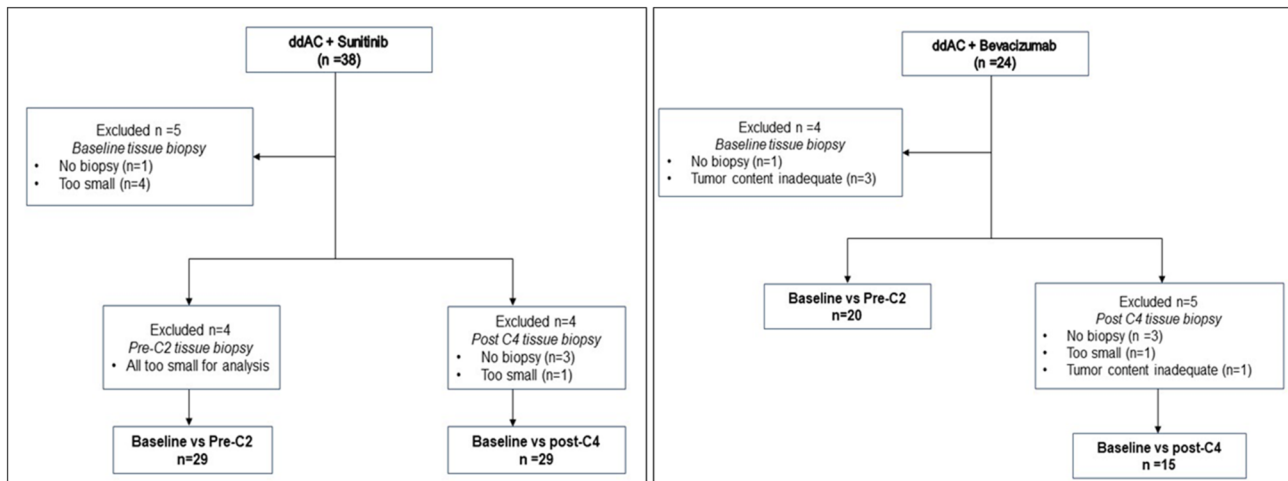 ddAC + Sunitinib
(n =38)
Excluded n =5
Baseline tissue biopsy
• No biopsy (n=1)
• Too small (n=4)
Excluded n=4
Pre-C2 tissue biopsy
• All too small for analysis
Excluded n=4
Post C4 tissue biopsy
• No biopsy (n=3)
• Too small (n=1)
Baseline vs Pre-C2
n=29
Baseline vs post-C4
n =29
ddAC + Bevacizumab
(n =24)
Excluded n=4
Baseline tissue biopsy
• No biopsy (n=1)
• Tumor content inadequate (n=3)
Baseline vs Pre-C2
n=20
Excluded n=5
Post C4 tissue biopsy
• No biopsy (n =3)
• Too small (n=1)
• Tumor content inadequate (n=1)
Baseline vs post-C4
n =15